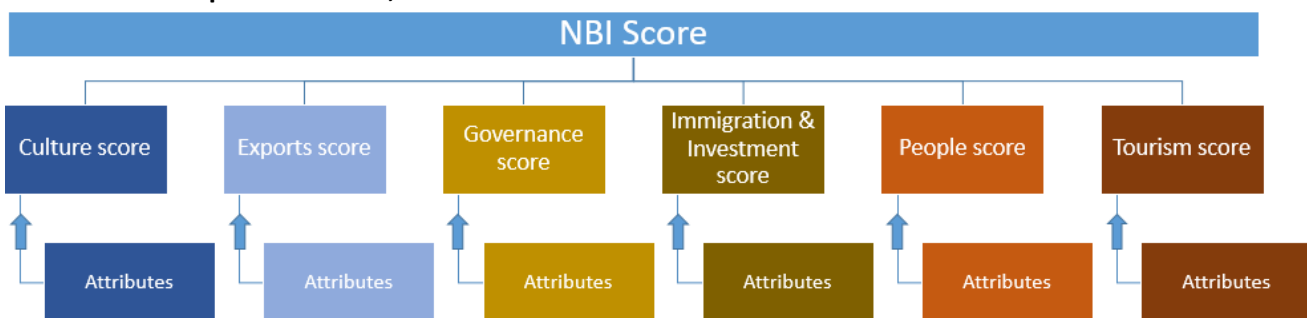 NBI Score
Culture score
Exports score
Governance
score
Immigration &
Investment
score
People score
Tourism score
Attributes
Attributes
Attributes
Attributes
Attributes
Attributes